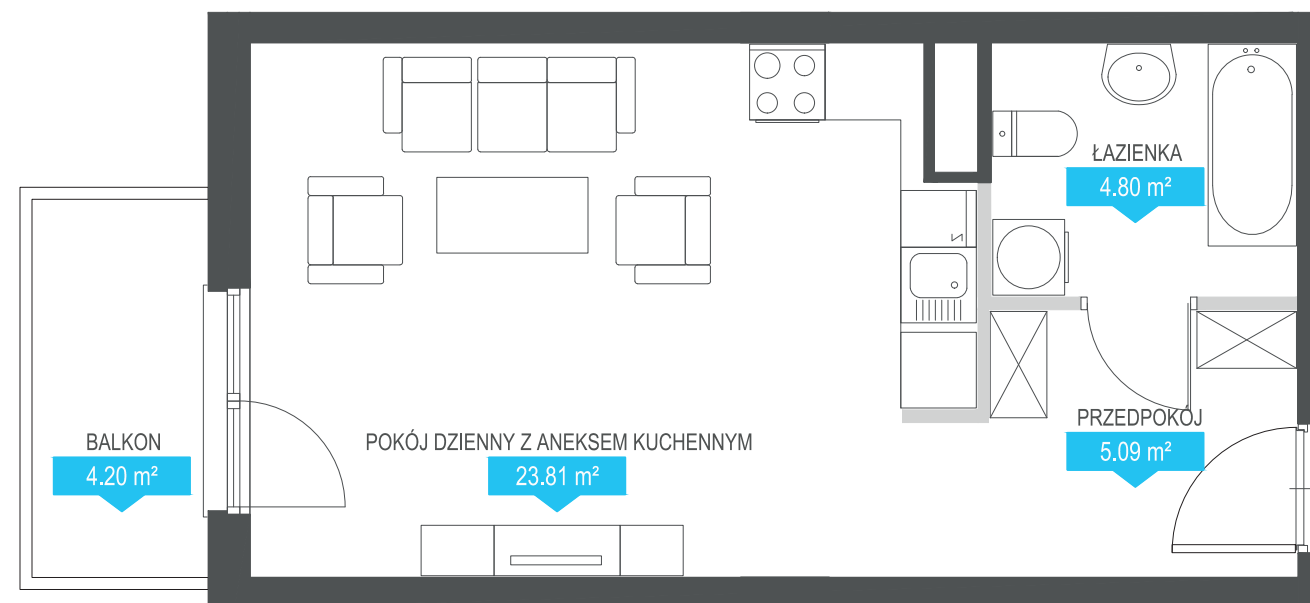 ŁAZIENKA
4.80 m²
PRZEDPOKÓJ
5.09 m²
BALKON
4.20 m²
POKÓJ DZIENNY Z ANEKSEM KUCHENNYM
23.81 m²